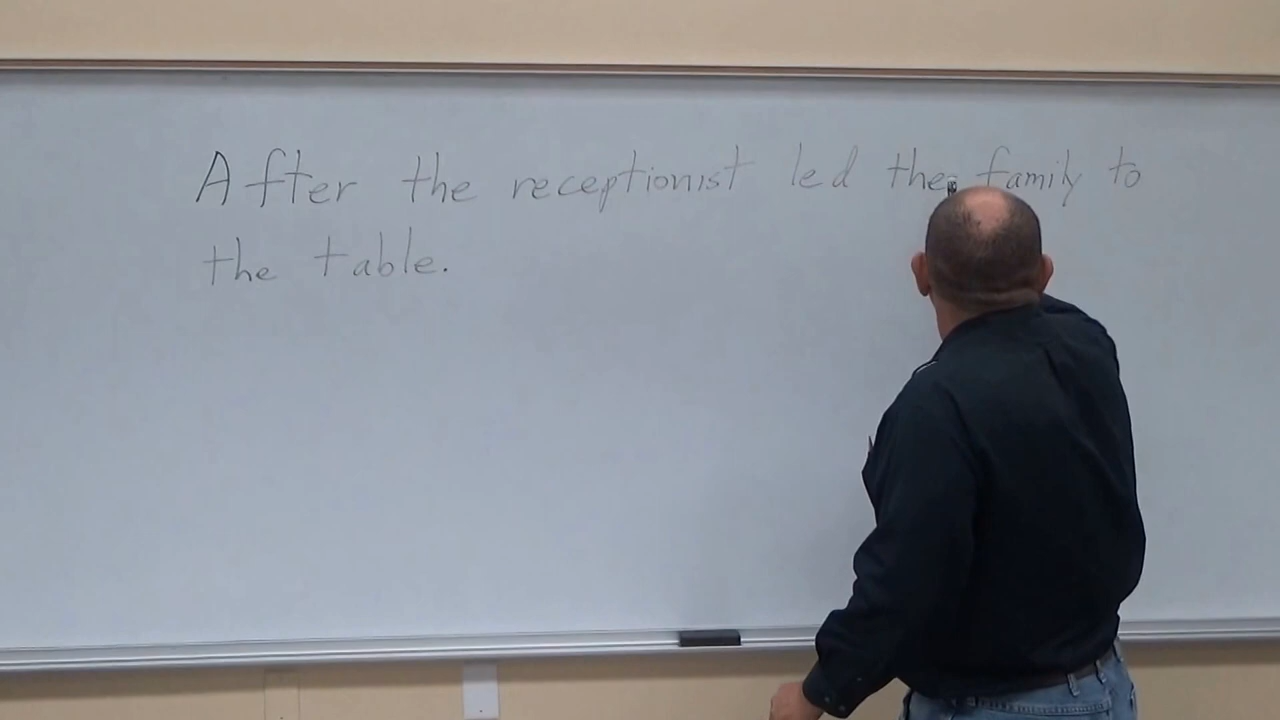 After the receptionist led the family to
the table.